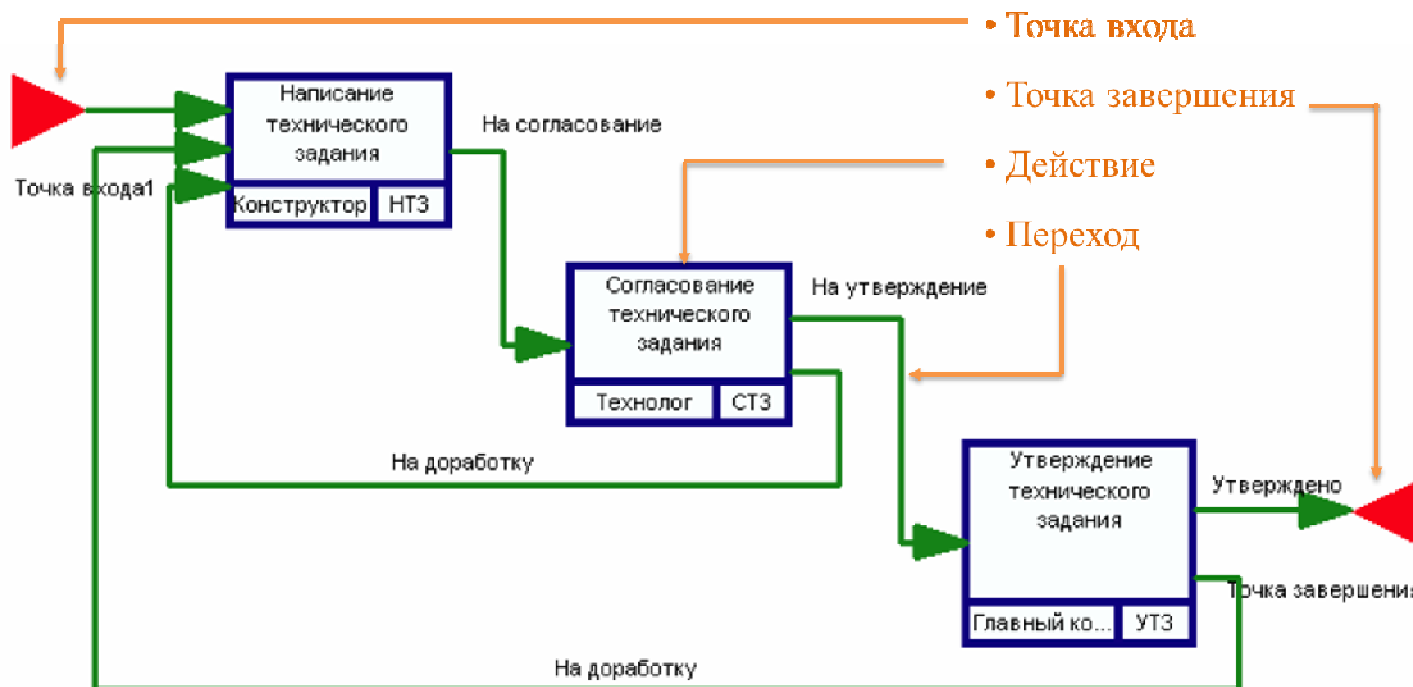 • Точка входа
• Точка завершения
• Действие
• Переход
Написание
технического
задания
Конструктор
НТЗ
Точка входа1
На согласование
Согласование
технического
задания
Технолог
СТЗ
На утверждение
На доработку
Утверждение
технического
задания
Главный ко...
УТЗ
Утверждено
Точка завершения
На доработку